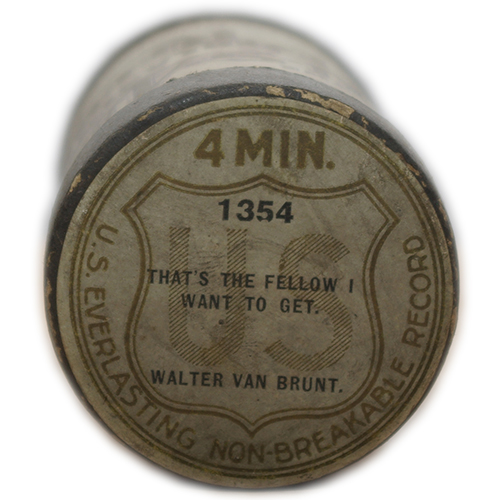 4 MIN.
1354
US
THAT'S THE FELLOW I
WANT TO GET.
WALTER VAN BRUNT.
U.S. EVERLASTING NON-BREAKABLE RECORD